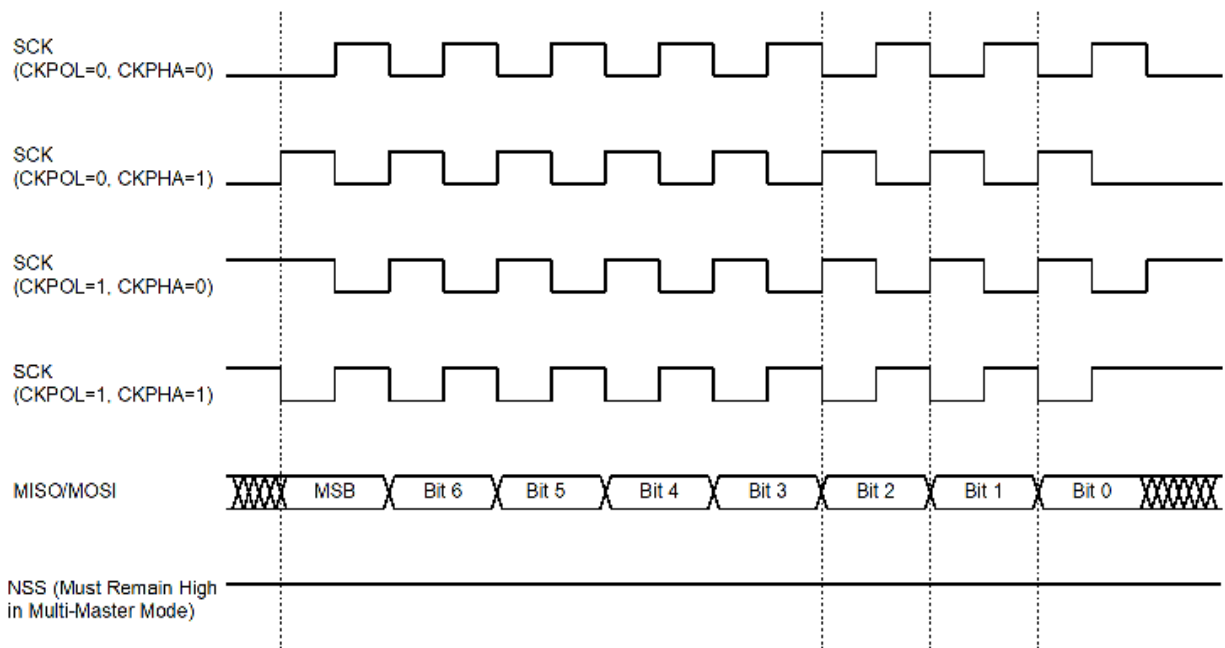 SCK
(CKPOL=0, CKPHA=0)
SCK
(CKPOL=0, CKPHA=1)
SCK
(CKPOL=1, CKPHA=0)
SCK
(CKPOL=1, CKPHA=1)
MISO/MOSI MSB Bit 6 Bit 5 Bit 4 Bit 3 Bit 2 Bit 1 Bit 0
NSS (Must Remain High
in Multi-Master Mode)